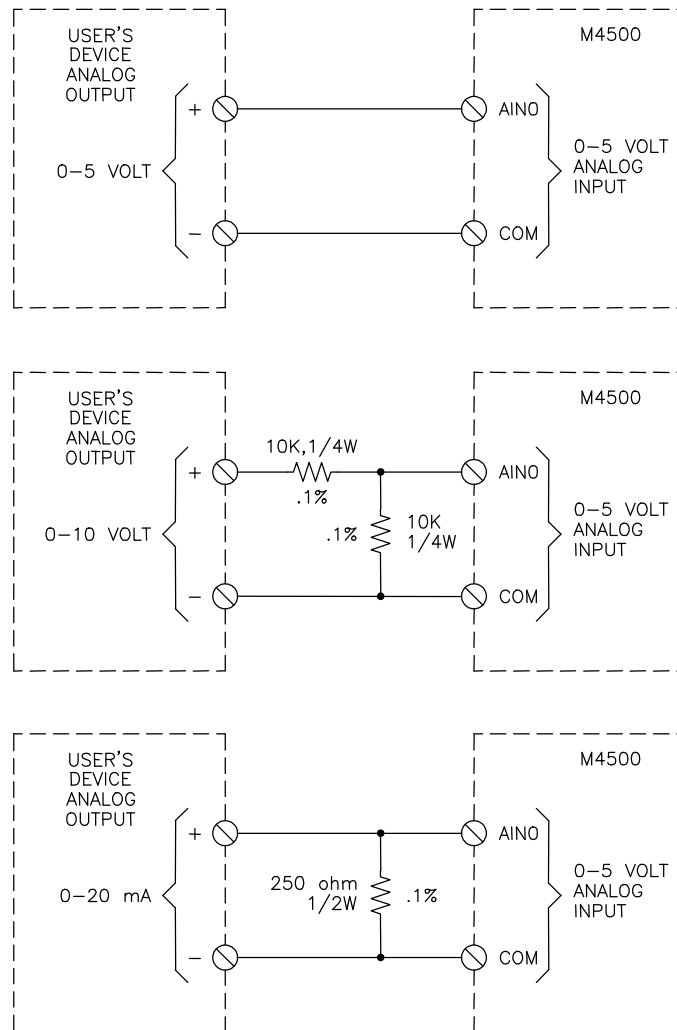 USER'S
DEVICE
ANALOG
OUTPUT
M4500
+
AIN0
0-5 VOLT
0-5 VOLT
ANALOG
INPUT
-
COM
USER'S
DEVICE
ANALOG
OUTPUT
M4500
10K,1/4W
+
.1%
AIN0
0-10 VOLT
.1%
10K
1/4W
0-5 VOLT
ANALOG
INPUT
-
COM
USER'S
DEVICE
ANALOG
OUTPUT
M4500
+
AIN0
0-20 mA
250 ohm
1/2W
.1%
0-5 VOLT
ANALOG
INPUT
-
COM